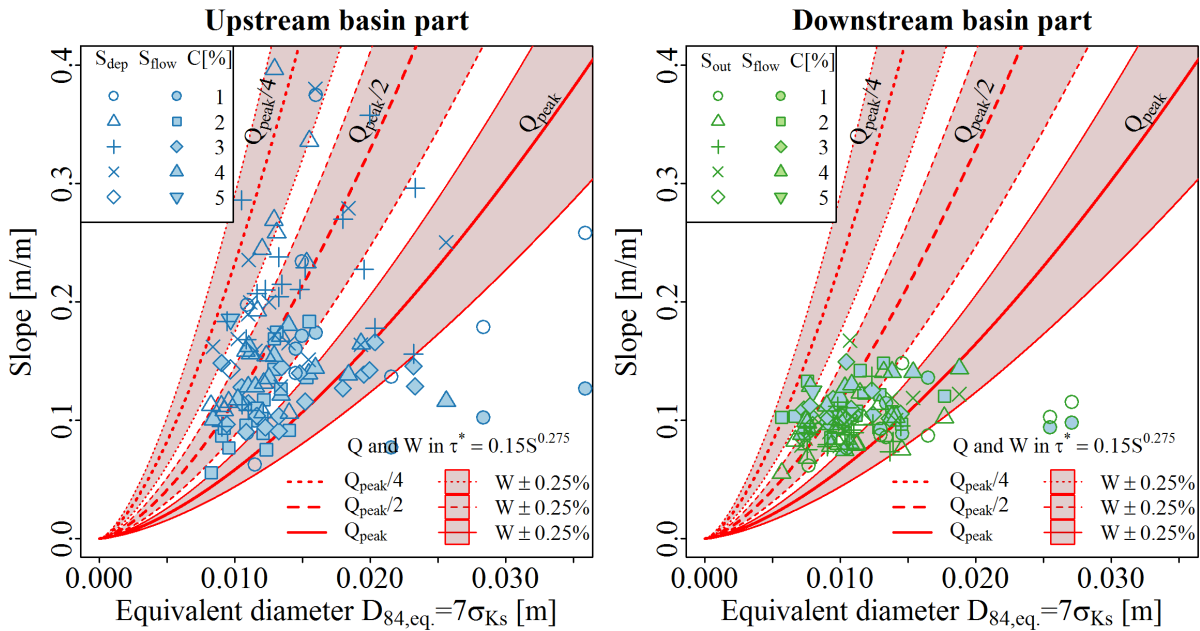 Upstream basin part
Slope [m/m]
0.4
0.3
0.2
0.1
0.0
S_dep S_flow C[%]
1
2
3
4
5
Q_peak/4
Q_peak/2
Q_peak
Q and W in τ* = 0.15S^0.275
Q_peak/4 W ± 0.25%
Q_peak/2 W ± 0.25%
Q_peak W ± 0.25%
0.000 0.010 0.020 0.030
Equivalent diameter D_84,eq.=7σ_Ks [m]
Downstream basin part
Slope [m/m]
0.4
0.3
0.2
0.1
0.0
S_out S_flow C[%]
1
2
3
4
5
Q_peak/4
Q_peak/2
Q_peak
Q and W in τ* = 0.15S^0.275
Q_peak/4 W ± 0.25%
Q_peak/2 W ± 0.25%
Q_peak W ± 0.25%
0.000 0.010 0.020 0.030
Equivalent diameter D_84,eq.=7σ_Ks [m]